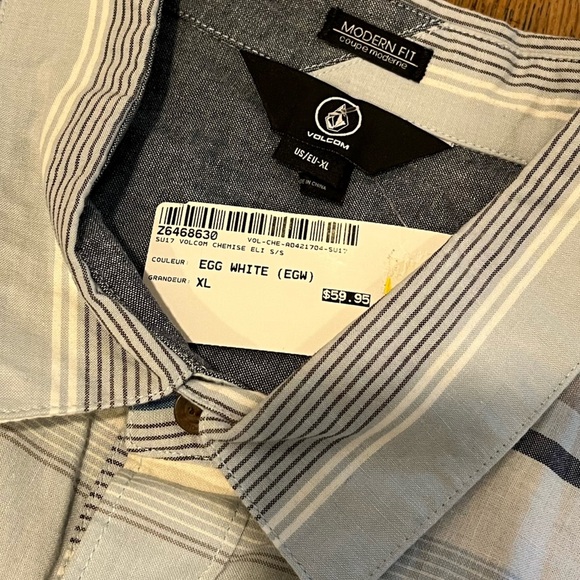 MODERN FIT
coupe moderne
VOLCOM
US/EU-XL
IN CHINA
Z6468630 VOL-CHE-A0421704-SU17
SU17 VOLCOM CHEMISE ELI S/S
COULEUR: EGG WHITE (EGW)
GRANDEUR: XL
$59.95